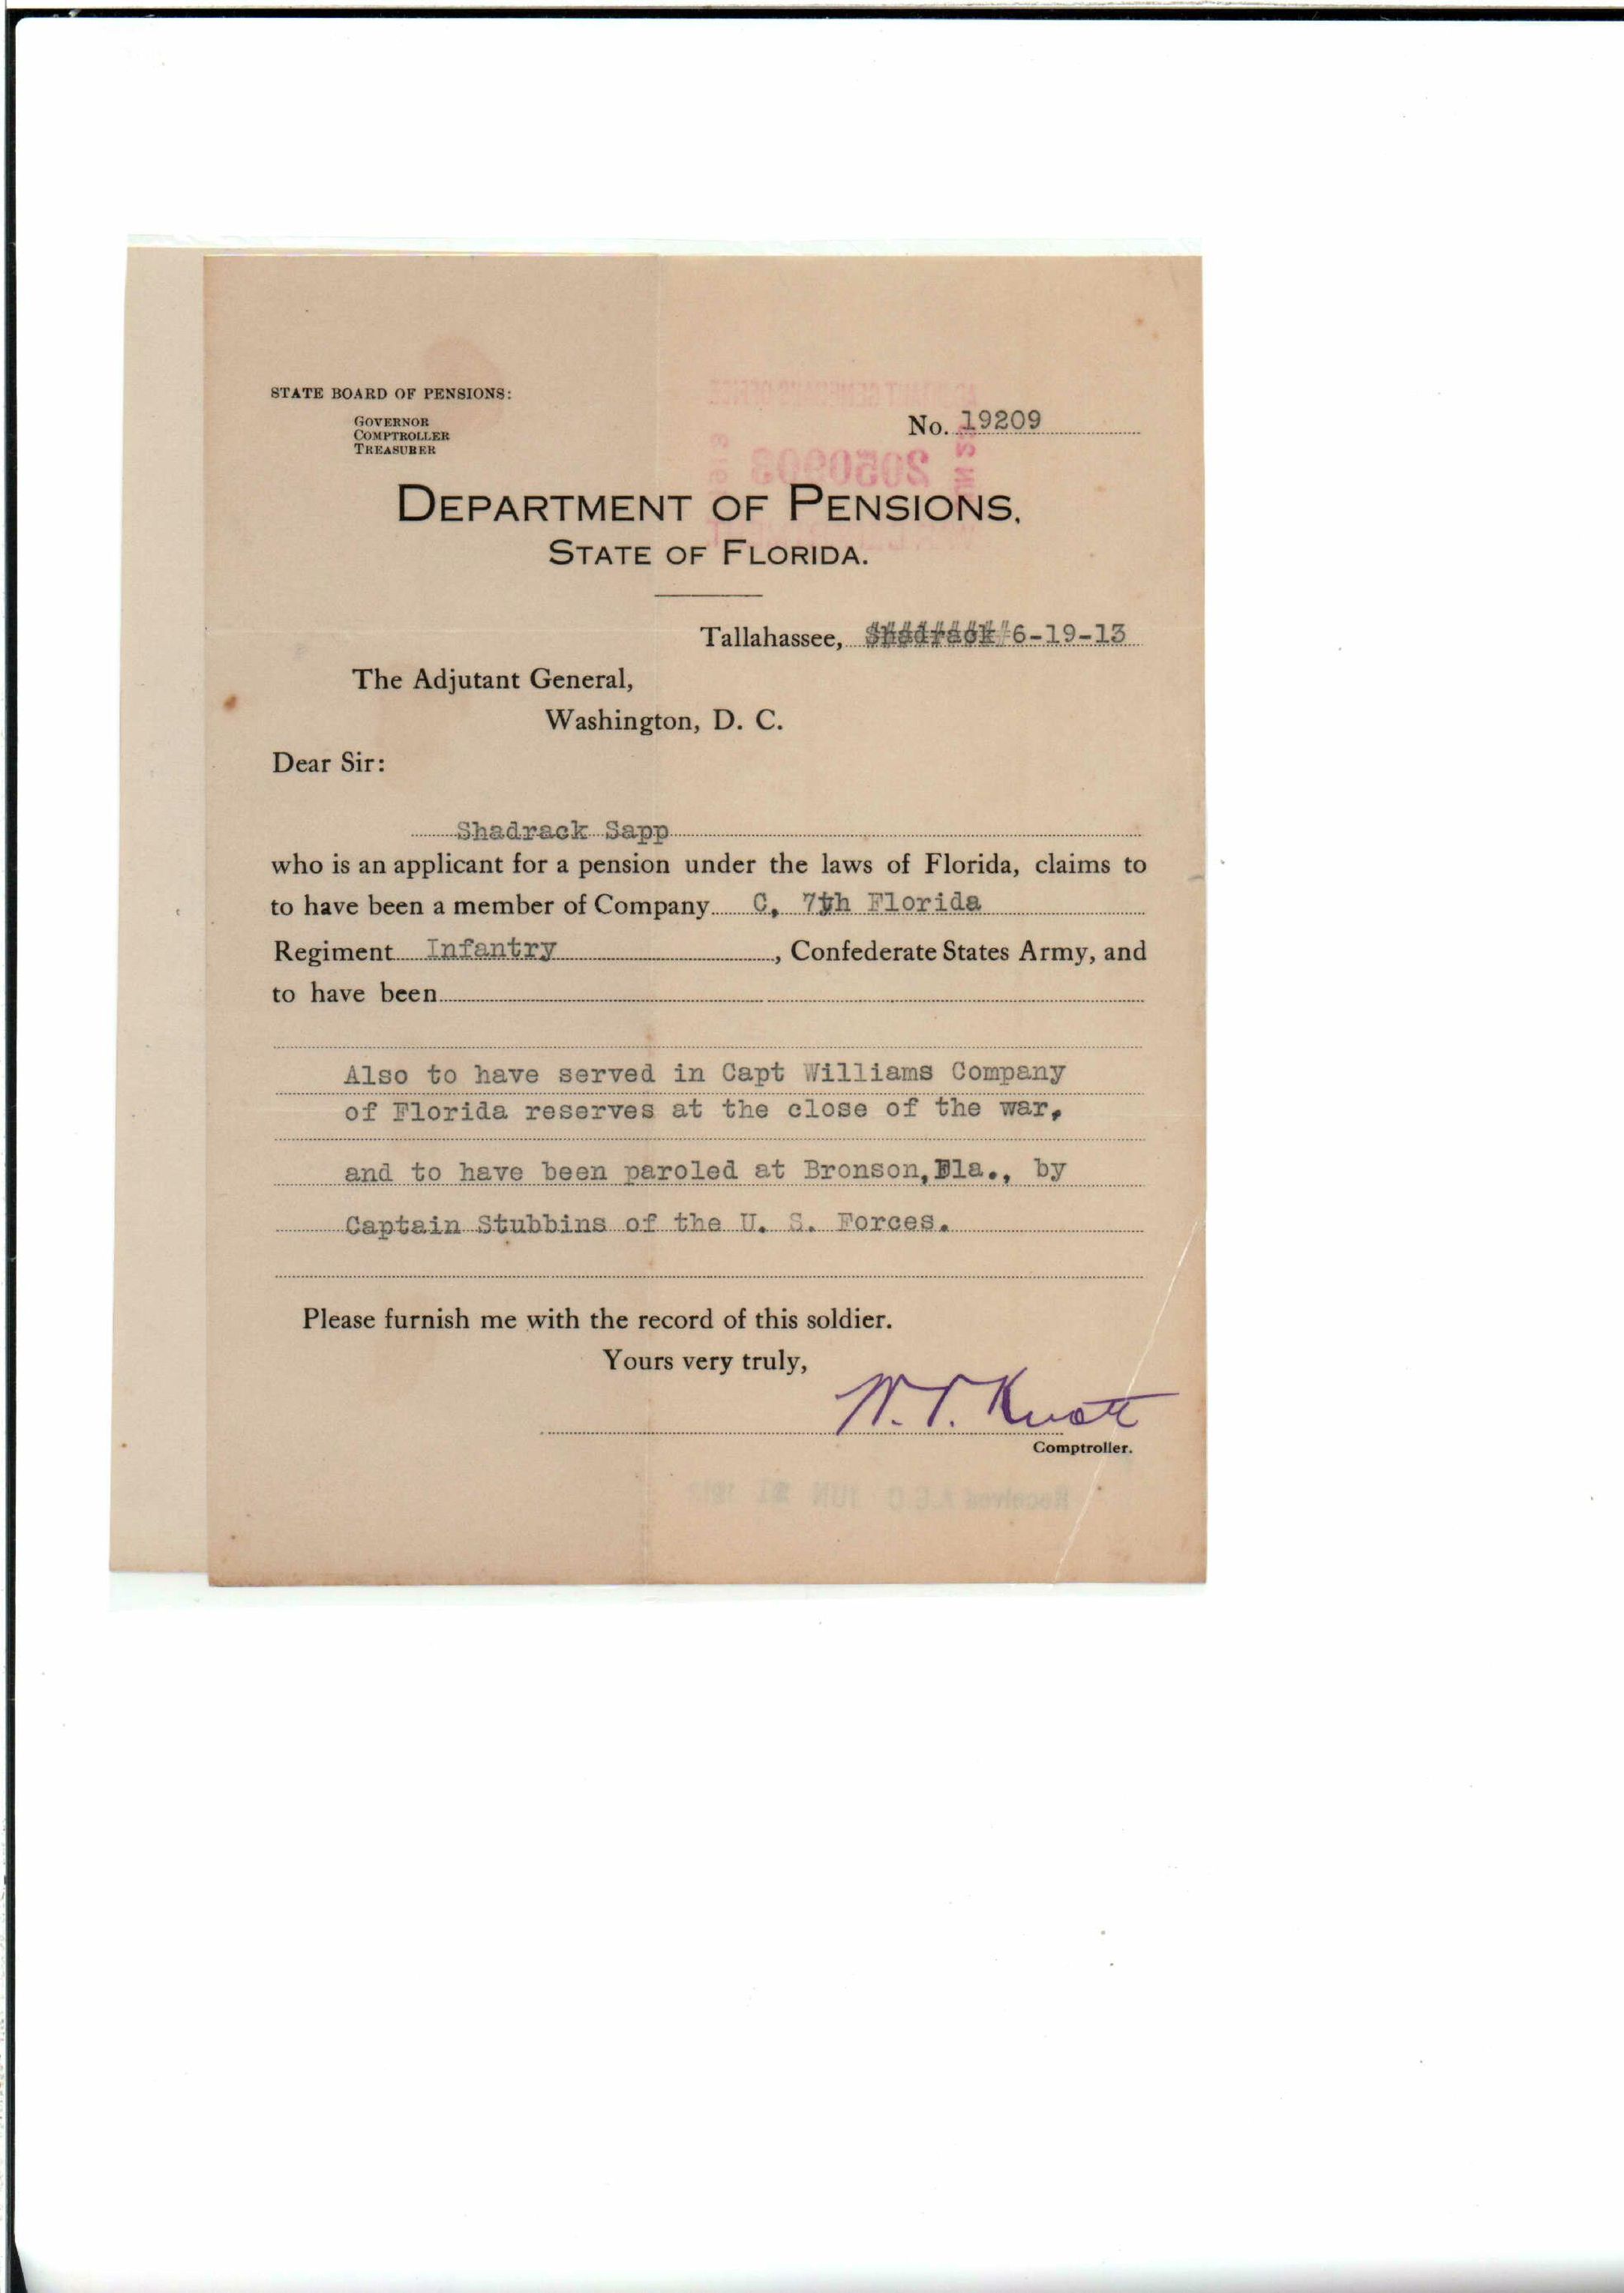 STATE BOARD OF PENSIONS:
GOVERNOR
COMPTROLLER
TREASURER
No. 19209
2050903
DEPARTMENT OF PENSIONS,
STATE OF FLORIDA.
Tallahassee, Shadrack 6-19-13
The Adjutant General,
Washington, D. C.
Dear Sir:
Shadrack Sapp
who is an applicant for a pension under the laws of Florida, claims to
to have been a member of Company C, 7th Florida
Regiment Infantry, Confederate States Army, and
to have been
Also to have served in Capt Williams Company
of Florida reserves at the close of the war,
and to have been paroled at Bronson, Fla., by
Captain Stubbins of the U. S. Forces.
Please furnish me with the record of this soldier.
Yours very truly,
W. V. Knott
Comptroller.
Received A.G.O JUN 21 1913